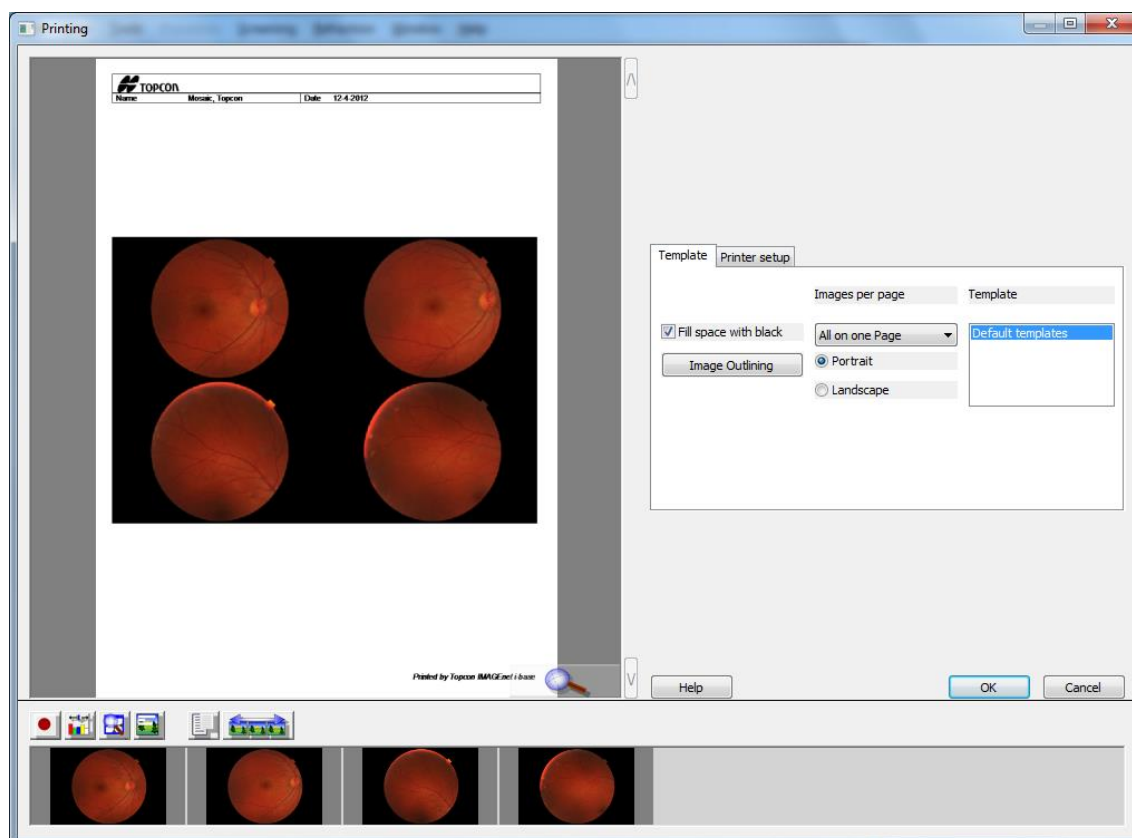 Printing
TOPCON
Name Mosaic, Topcon Date 12-4-2012
Template Printer setup
Images per page Template
Fill space with black All on one Page Default templates
Image Outlining Portrait
Landscape
Printed by Topcon IMAGEnet i-base
Help OK Cancel